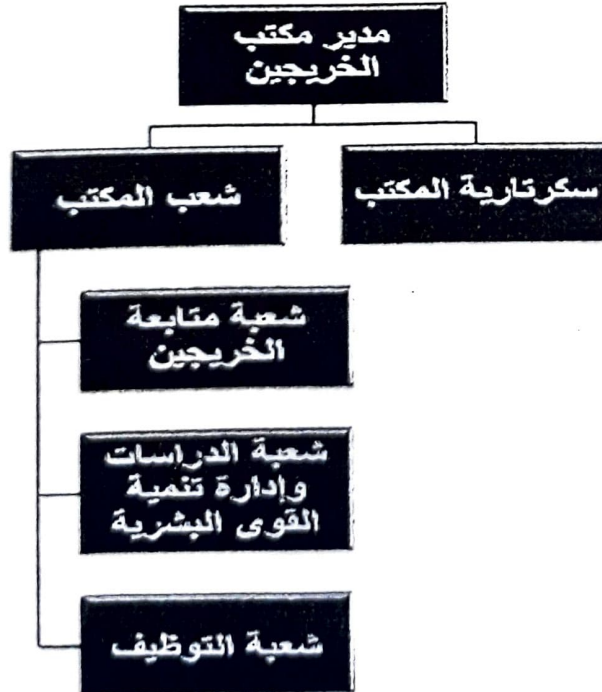 مدير مكتب
الخريجين
سكرتارية المكتب
شعب المكتب
شعبة متابعة
الخريجين
شعبة الدراسات
وإدارة تنمية
القوى البشرية
شعبة التوظيف